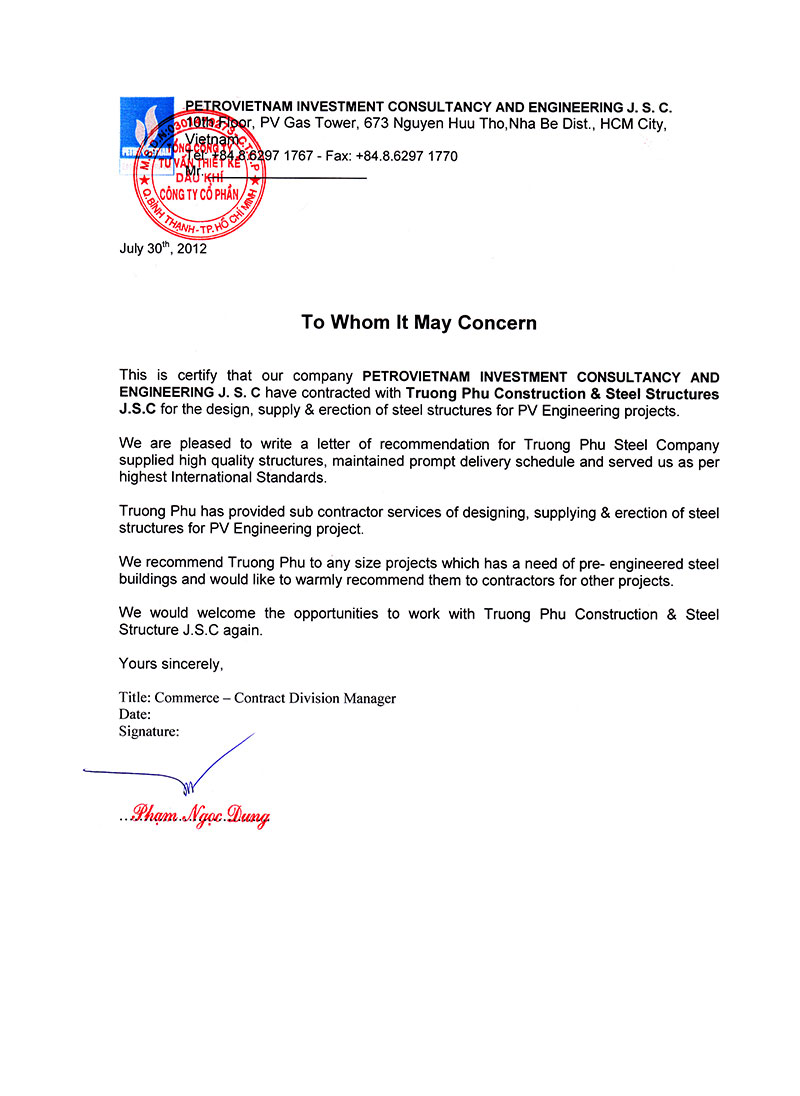 PETROVIETNAM INVESTMENT CONSULTANCY AND ENGINEERING J. S. C.
10th Floor, PV Gas Tower, 673 Nguyen Huu Tho,Nha Be Dist., HCM City,
Vietnam
Tel: +84.8.6297 1767 - Fax: +84.8.6297 1770
Mr.
TỔNG CÔNG TY
TƯ VẤN THIẾT KẾ
DẦU KHÍ
CÔNG TY CỔ PHẦN
Q.BÌNH THẠNH-TP.HỒ CHÍ MINH
July 30th, 2012
To Whom It May Concern
This is certify that our company PETROVIETNAM INVESTMENT CONSULTANCY AND
ENGINEERING J. S. C have contracted with Truong Phu Construction & Steel Structures
J.S.C for the design, supply & erection of steel structures for PV Engineering projects.
We are pleased to write a letter of recommendation for Truong Phu Steel Company
supplied high quality structures, maintained prompt delivery schedule and served us as per
highest International Standards.
Truong Phu has provided sub contractor services of designing, supplying & erection of steel
structures for PV Engineering project.
We recommend Truong Phu to any size projects which has a need of pre- engineered steel
buildings and would like to warmly recommend them to contractors for other projects.
We would welcome the opportunities to work with Truong Phu Construction & Steel
Structure J.S.C again.
Yours sincerely,
Title: Commerce – Contract Division Manager
Date:
Signature:
Phạm Ngọc Dung